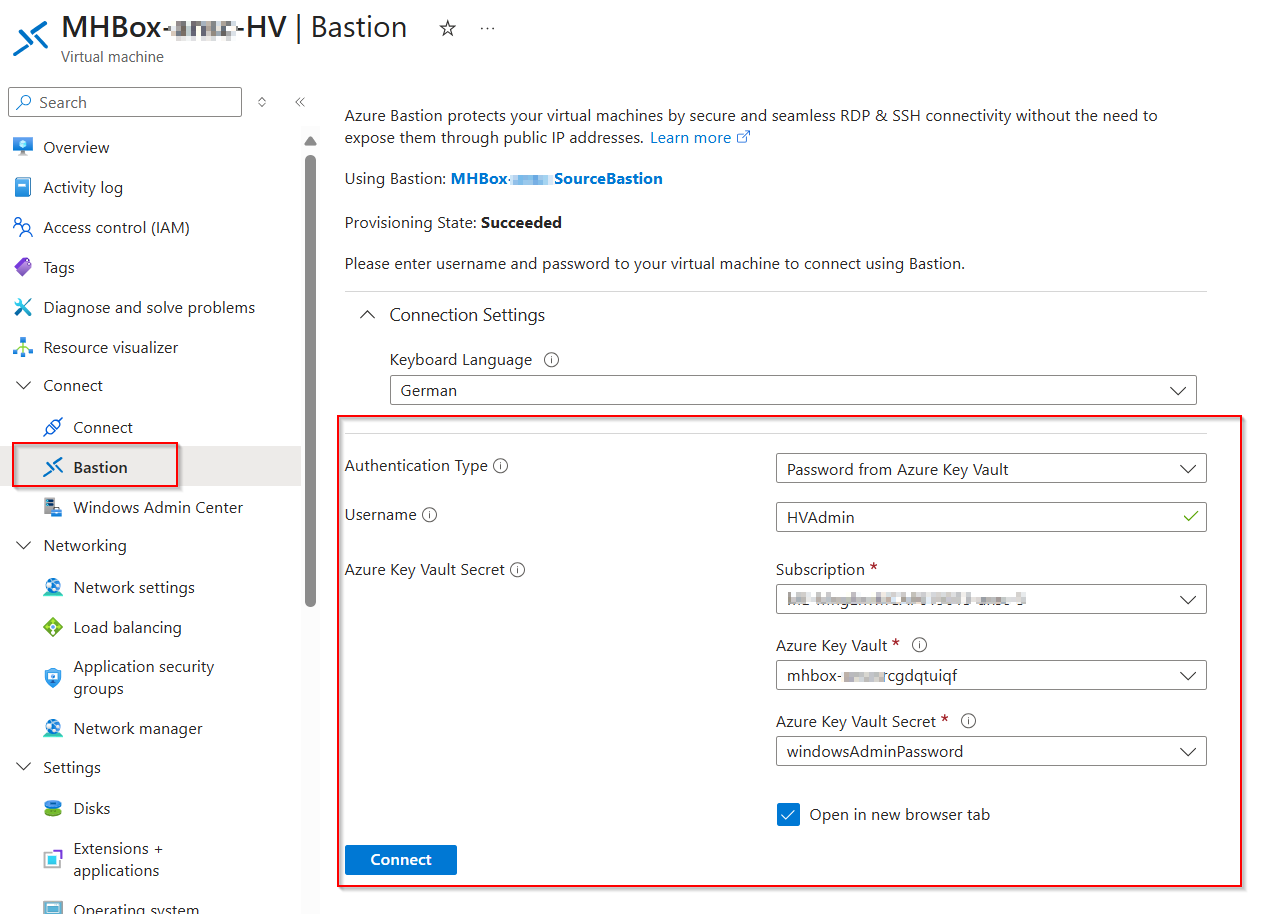 MHBox- -HV | Bastion
Virtual machine
Search
Overview
Activity log
Access control (IAM)
Tags
Diagnose and solve problems
Resource visualizer
Connect
Connect
Bastion
Windows Admin Center
Networking
Network settings
Load balancing
Application security
groups
Network manager
Settings
Disks
Extensions +
applications
Operating system
Azure Bastion protects your virtual machines by secure and seamless RDP & SSH connectivity without the need to
expose them through public IP addresses. Learn more
Using Bastion: MHBox- SourceBastion
Provisioning State: Succeeded
Please enter username and password to your virtual machine to connect using Bastion.
Connection Settings
Keyboard Language
German
Authentication Type
Password from Azure Key Vault
Username
HVAdmin
Azure Key Vault Secret
Subscription *
Azure Key Vault *
mhbox- rcgdqtuiqf
Azure Key Vault Secret *
windowsAdminPassword
Open in new browser tab
Connect